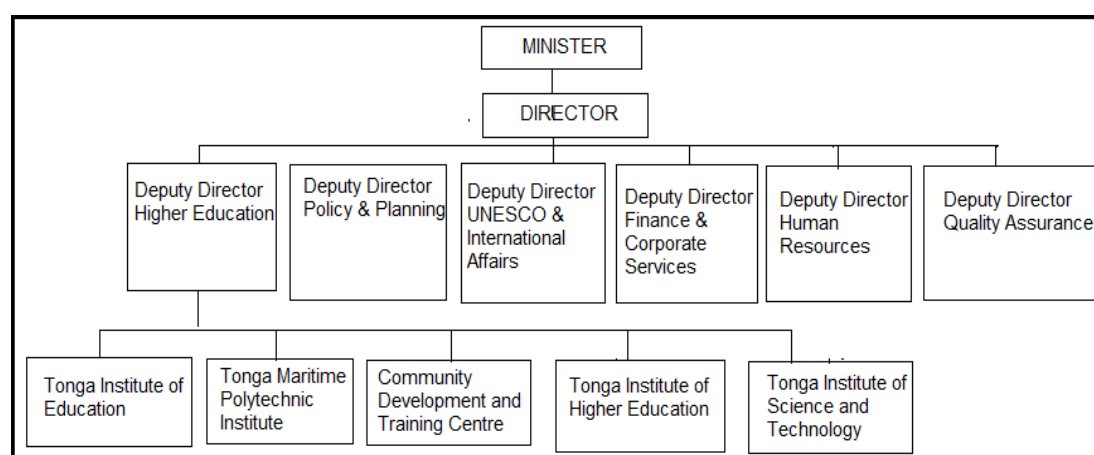 MINISTER
DIRECTOR
Deputy Director
Higher Education
Deputy Director
Policy & Planning
Deputy Director
UNESCO &
International
Affairs
Deputy Director
Finance &
Corporate
Services
Deputy Director
Human
Resources
Deputy Director
Quality Assurance
Tonga Institute of
Education
Tonga Maritime
Polytechnic
Institute
Community
Development and
Training Centre
Tonga Institute of
Higher Education
Tonga Institute of
Science and
Technology